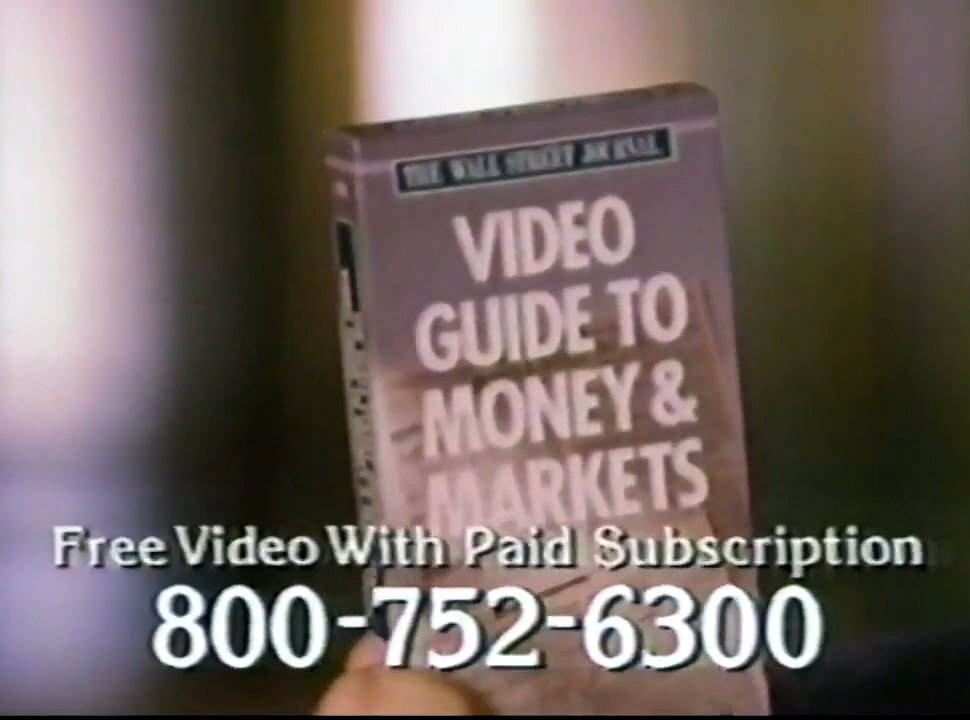 THE WALL STREET JOURNAL
VIDEO
GUIDE TO
MONEY &
MARKETS
Free Video With Paid Subscription
800-752-6300